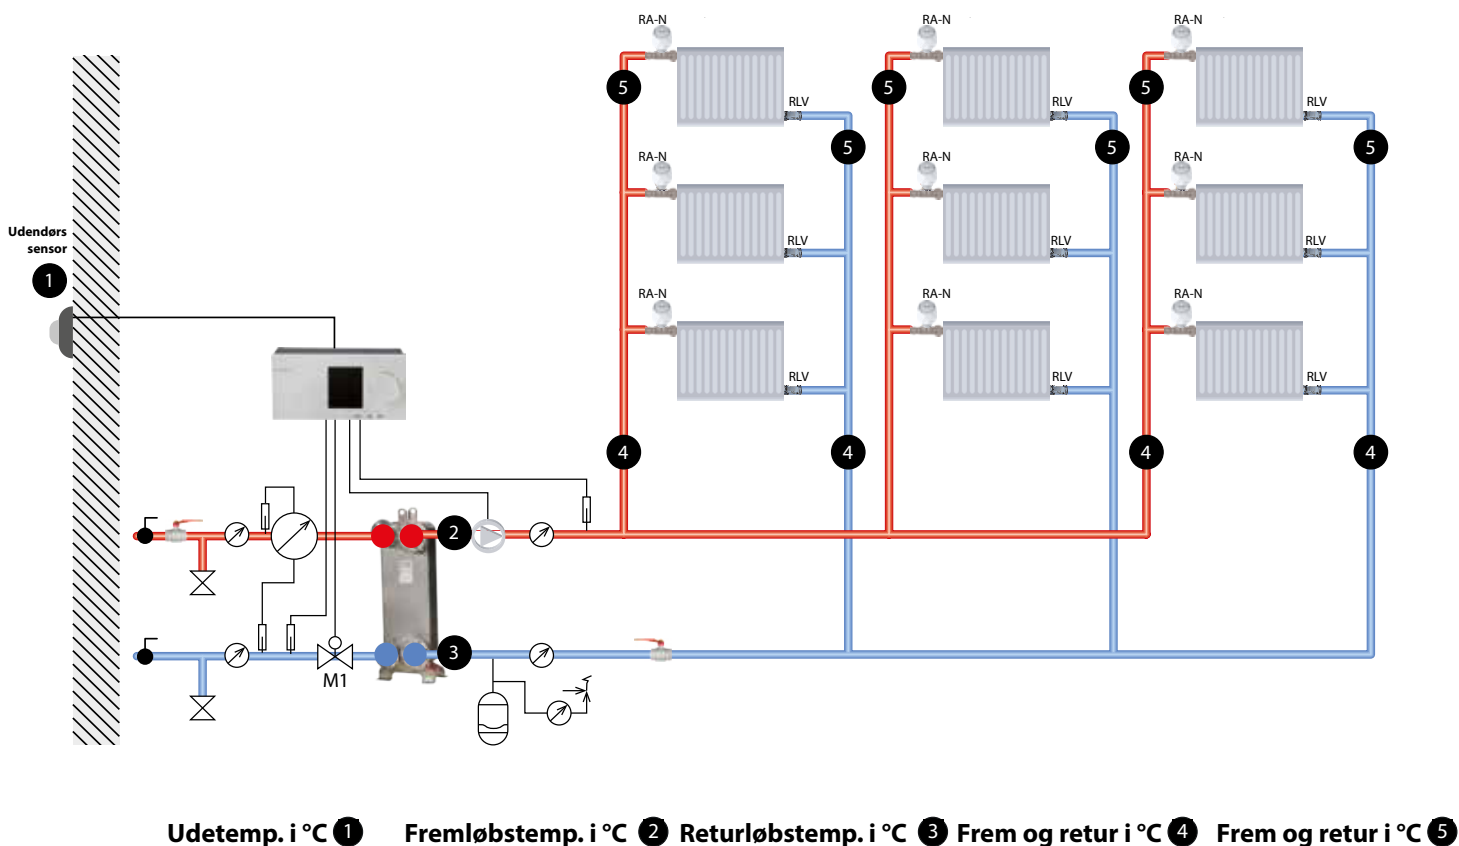 RA-N RA-N RA-N
5 5 5
RLV RLV RLV
5 5 5
RA-N RA-N RA-N
Udendørs
sensor
RLV RLV RLV
1
RA-N RA-N RA-N
RLV RLV RLV
4 4 4 4
2
3
M1
Udetemp. i °C 1 Fremløbstemp. i °C 2 Returløbstemp. i °C 3 Frem og retur i °C 4 Frem og retur i °C 5